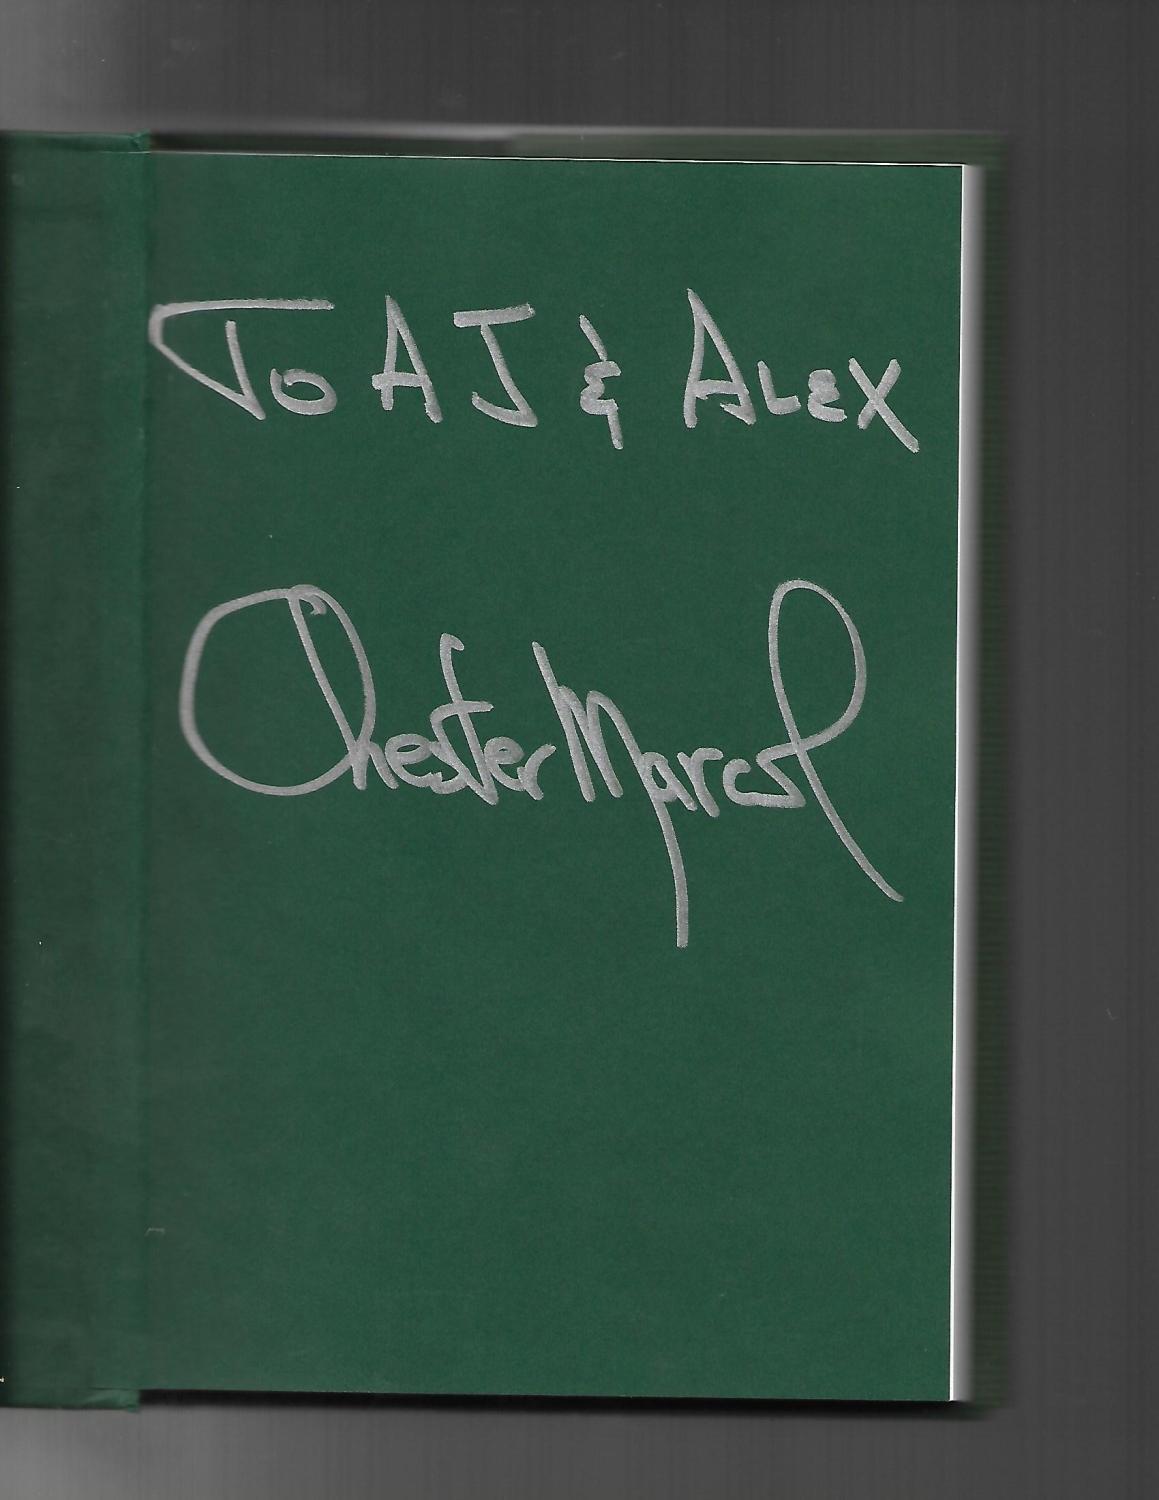 To AJ & ALEX
Chester Marcol